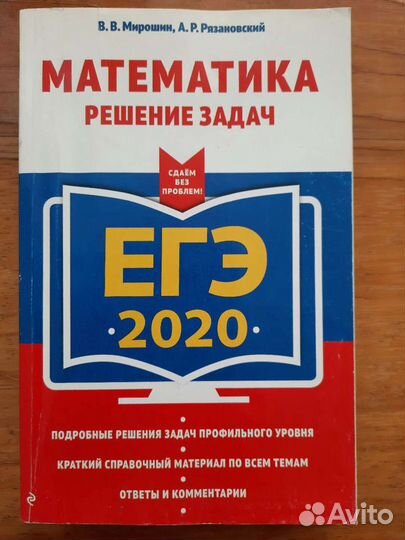 В. В. Мирошин, А. Р. Рязановский
МАТЕМАТИКА
РЕШЕНИЕ ЗАДАЧ
СДАЁМ
БЕЗ
ПРОБЛЕМ!
ЕГЭ
·2020·
ПОДРОБНЫЕ РЕШЕНИЯ ЗАДАЧ ПРОФИЛЬНОГО УРОВНЯ
КРАТКИЙ СПРАВОЧНЫЙ МАТЕРИАЛ ПО ВСЕМ ТЕМАМ
ОТВЕТЫ И КОММЕНТАРИИ
Avito